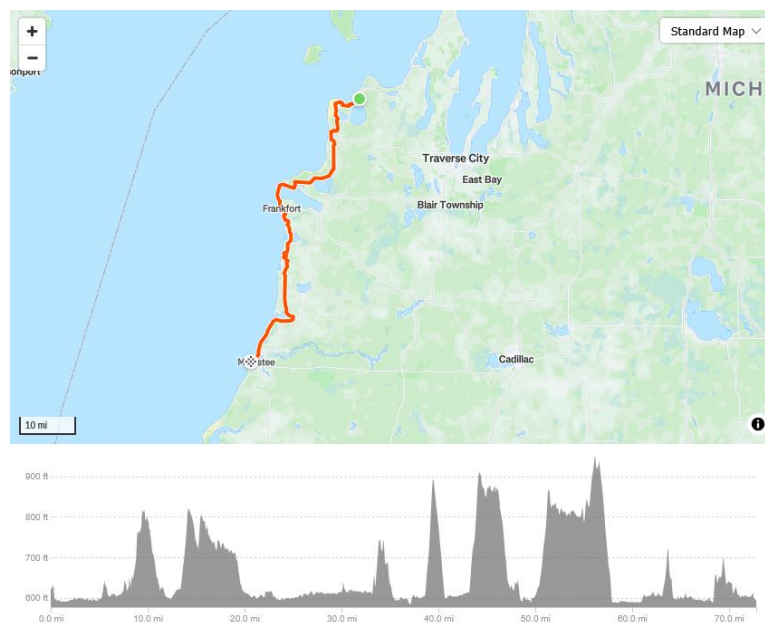 +
−
Standard Map
MICH
Traverse City
East Bay
Blair Township
Frankfort
Cadillac
10 mi
i
900 ft
800 ft
700 ft
600 ft
0.0 mi 10.0 mi 20.0 mi 30.0 mi 40.0 mi 50.0 mi 60.0 mi 70.0 mi